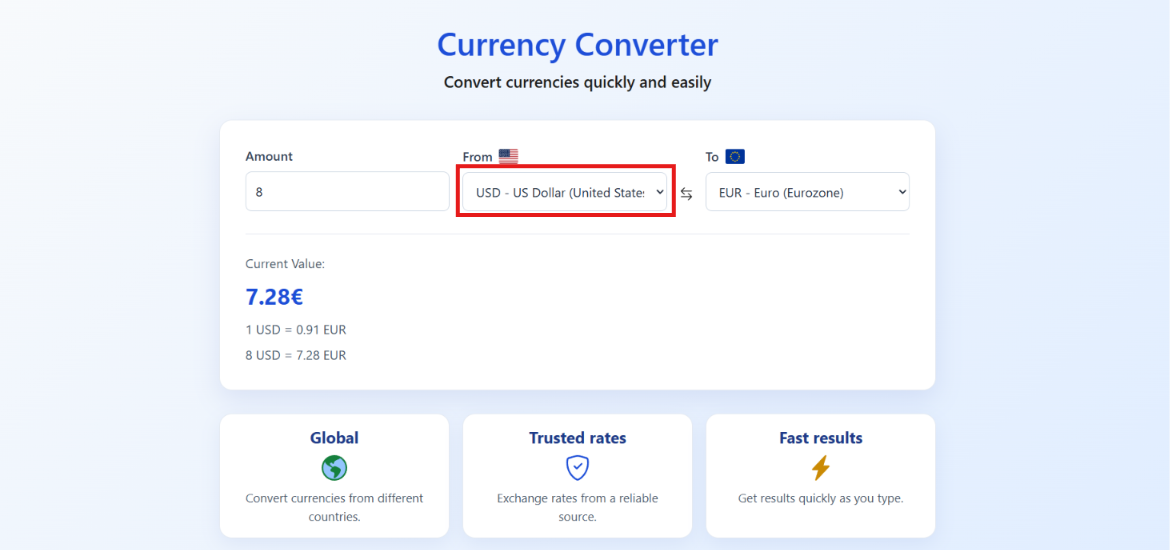 Currency Converter
Convert currencies quickly and easily
Amount
From
To
8
USD - US Dollar (United States
EUR - Euro (Eurozone)
Current Value:
7.28€
1 USD = 0.91 EUR
8 USD = 7.28 EUR
Global
Convert currencies from different
countries.
Trusted rates
Exchange rates from a reliable
source.
Fast results
Get results quickly as you type.